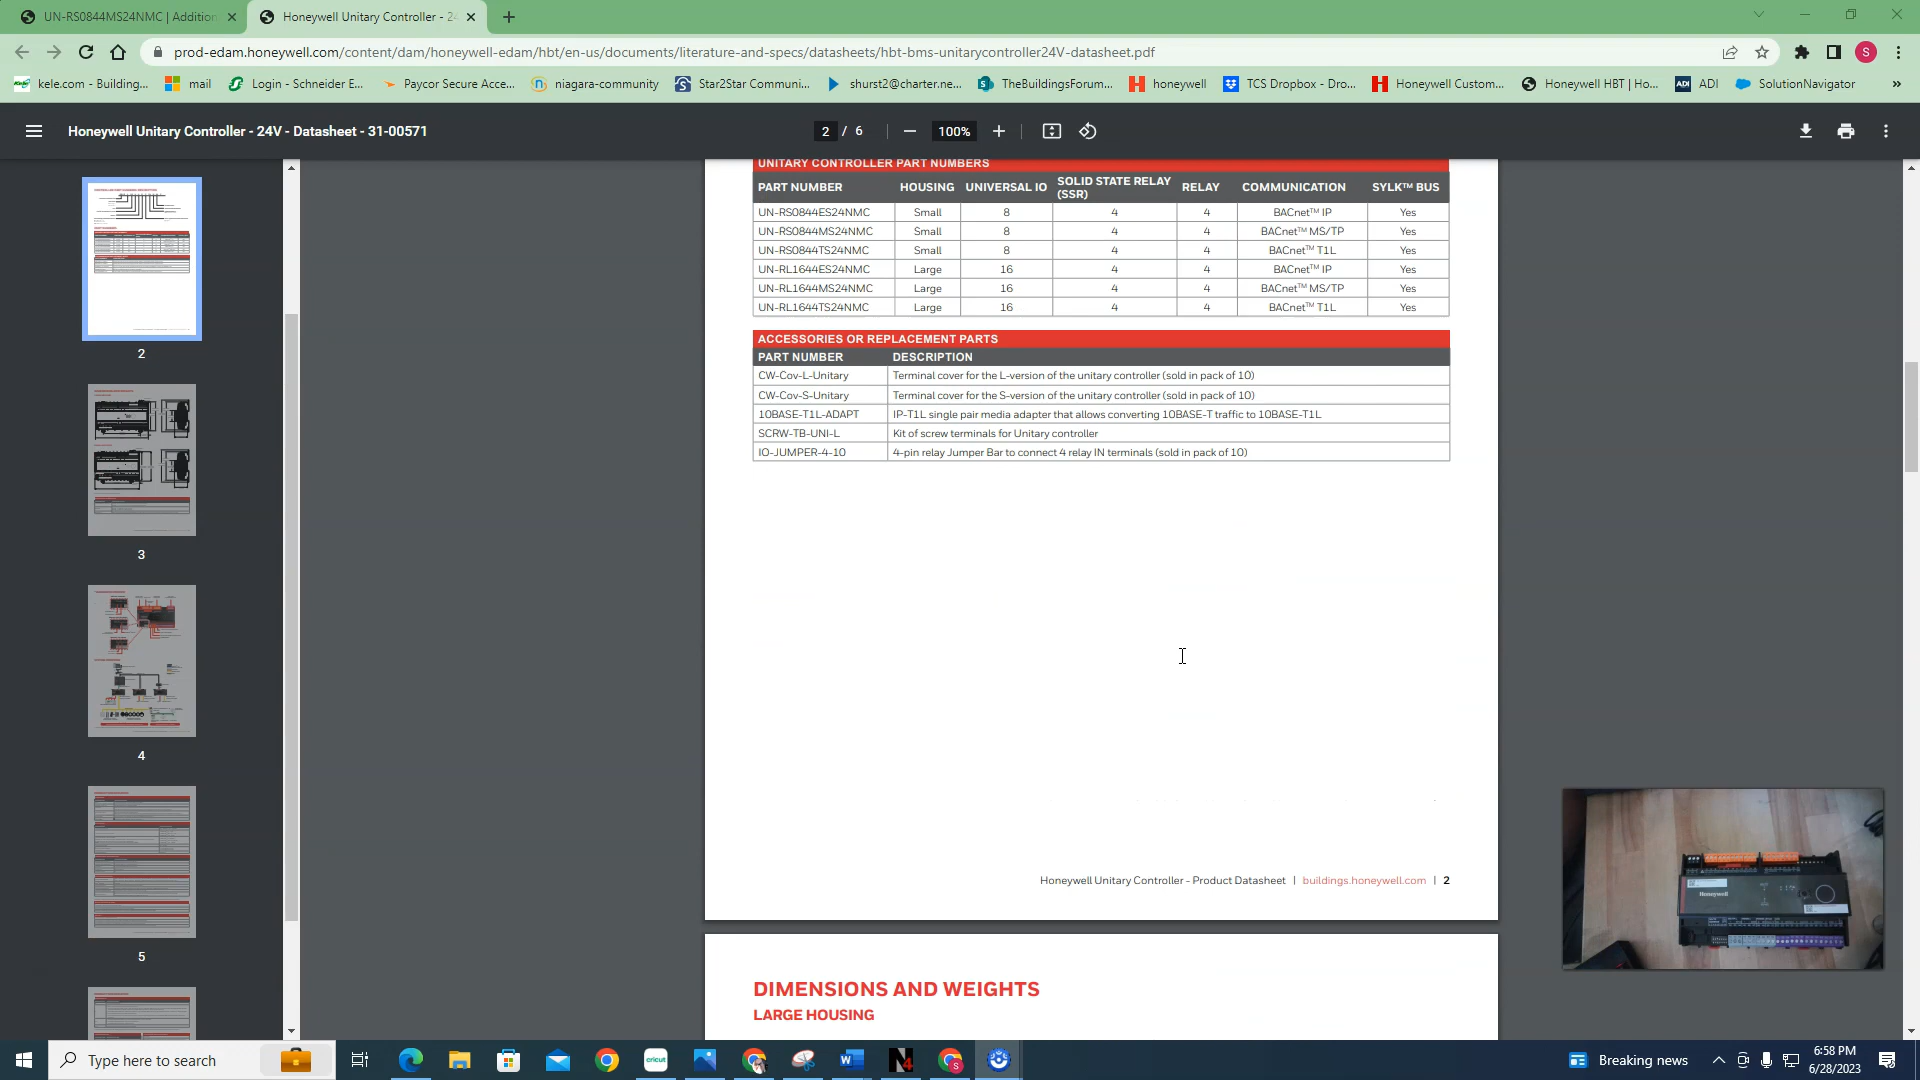 UN-RS0844MS24NMC | Addition
Honeywell Unitary Controller - 24
prod-edam.honeywell.com/content/dam/honeywell-edam/hbt/en-us/documents/literature-and-specs/datasheets/hbt-bms-unitarycontroller24V-datasheet.pdf
S
kele.com - Building...
mail
Login - Schneider E...
Paycor Secure Acce...
niagara-community
Star2Star Communi...
shurst2@charter.ne...
TheBuildingsForum...
honeywell
TCS Dropbox - Dro...
Honeywell Custom...
Honeywell HBT | Ho...
ADI
SolutionNavigator
»
Honeywell Unitary Controller - 24V - Datasheet - 31-00571
2 / 6
100%
UNITARY CONTROLLER PART NUMBERS
PART NUMBER HOUSING UNIVERSAL IO SOLID STATE RELAY (SSR) RELAY COMMUNICATION SYLK™ BUS
UN-RS0844ES24NMC Small 8 4 4 BACnet™ IP Yes
UN-RS0844MS24NMC Small 8 4 4 BACnet™ MS/TP Yes
UN-RS0844TS24NMC Small 8 4 4 BACnet™ T1L Yes
UN-RL1644ES24NMC Large 16 4 4 BACnet™ IP Yes
UN-RL1644MS24NMC Large 16 4 4 BACnet™ MS/TP Yes
UN-RL1644TS24NMC Large 16 4 4 BACnet™ T1L Yes
ACCESSORIES OR REPLACEMENT PARTS
PART NUMBER DESCRIPTION
CW-Cov-L-Unitary Terminal cover for the L-version of the unitary controller (sold in pack of 10)
CW-Cov-S-Unitary Terminal cover for the S-version of the unitary controller (sold in pack of 10)
10BASE-T1L-ADAPT IP-T1L single pair media adapter that allows converting 10BASE-T traffic to 10BASE-T1L
SCRW-TB-UNI-L Kit of screw terminals for Unitary controller
IO-JUMPER-4-10 4-pin relay Jumper Bar to connect 4 relay IN terminals (sold in pack of 10)
Honeywell Unitary Controller - Product Datasheet | buildings.honeywell.com | 2
DIMENSIONS AND WEIGHTS
LARGE HOUSING
2
3
4
5
Honeywell
Type here to search
cricut
Breaking news
6:58 PM
6/28/2023